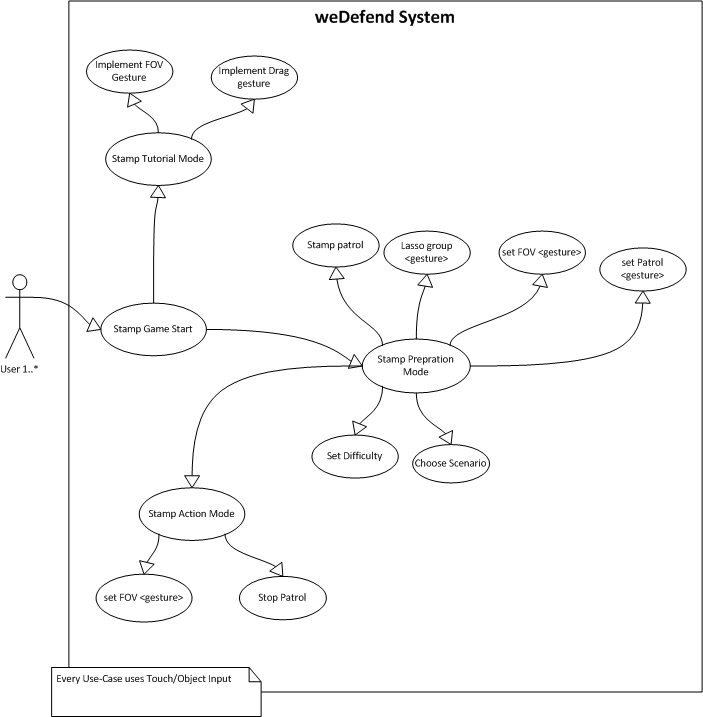 weDefend System
Implement FOV
Gesture
Implement Drag
gesture
Stamp Tutorial Mode
Stamp patrol
Lasso group
<gesture>
set FOV <gesture>
set Patrol
<gesture>
User 1..*
Stamp Game Start
Stamp Prepration
Mode
Set Difficulty
Choose Scenario
Stamp Action Mode
set FOV <gesture>
Stop Patrol
Every Use-Case uses Touch/Object Input